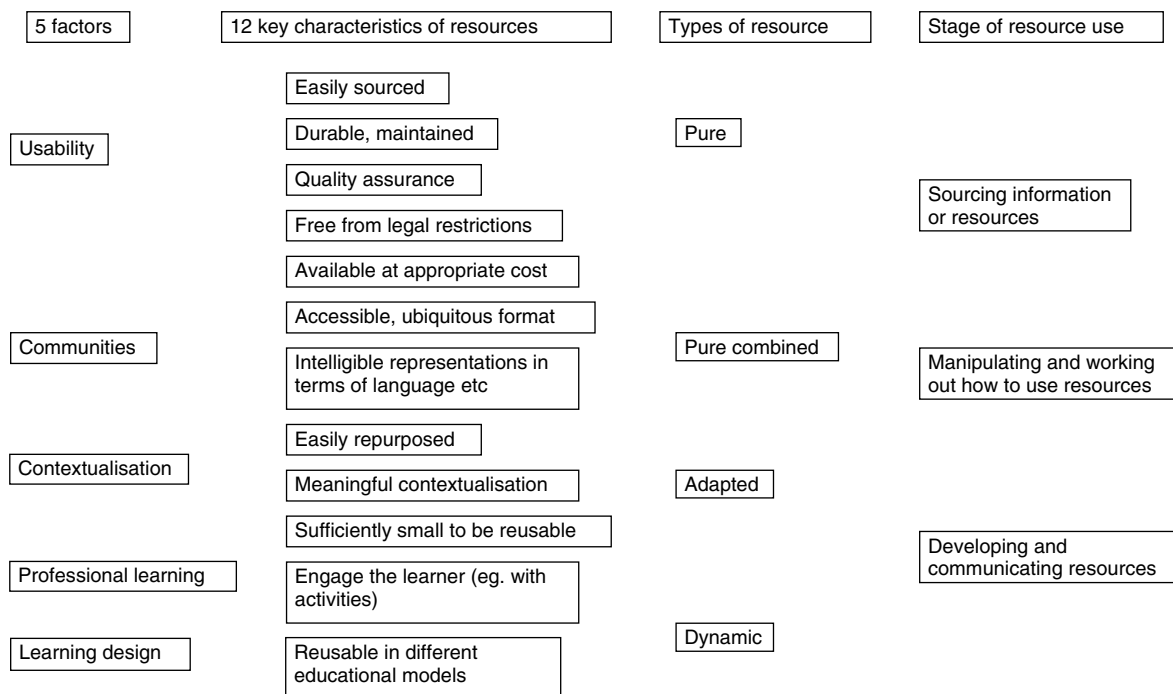 5 factors
12 key characteristics of resources
Types of resource
Stage of resource use
Usability
Communities
Contextualisation
Professional learning
Learning design
Easily sourced
Durable, maintained
Quality assurance
Free from legal restrictions
Available at appropriate cost
Accessible, ubiquitous format
Intelligible representations in
terms of language etc
Easily repurposed
Meaningful contextualisation
Sufficiently small to be reusable
Engage the learner (eg. with
activities)
Reusable in different
educational models
Pure
Pure combined
Adapted
Dynamic
Sourcing information
or resources
Manipulating and working
out how to use resources
Developing and
communicating resources